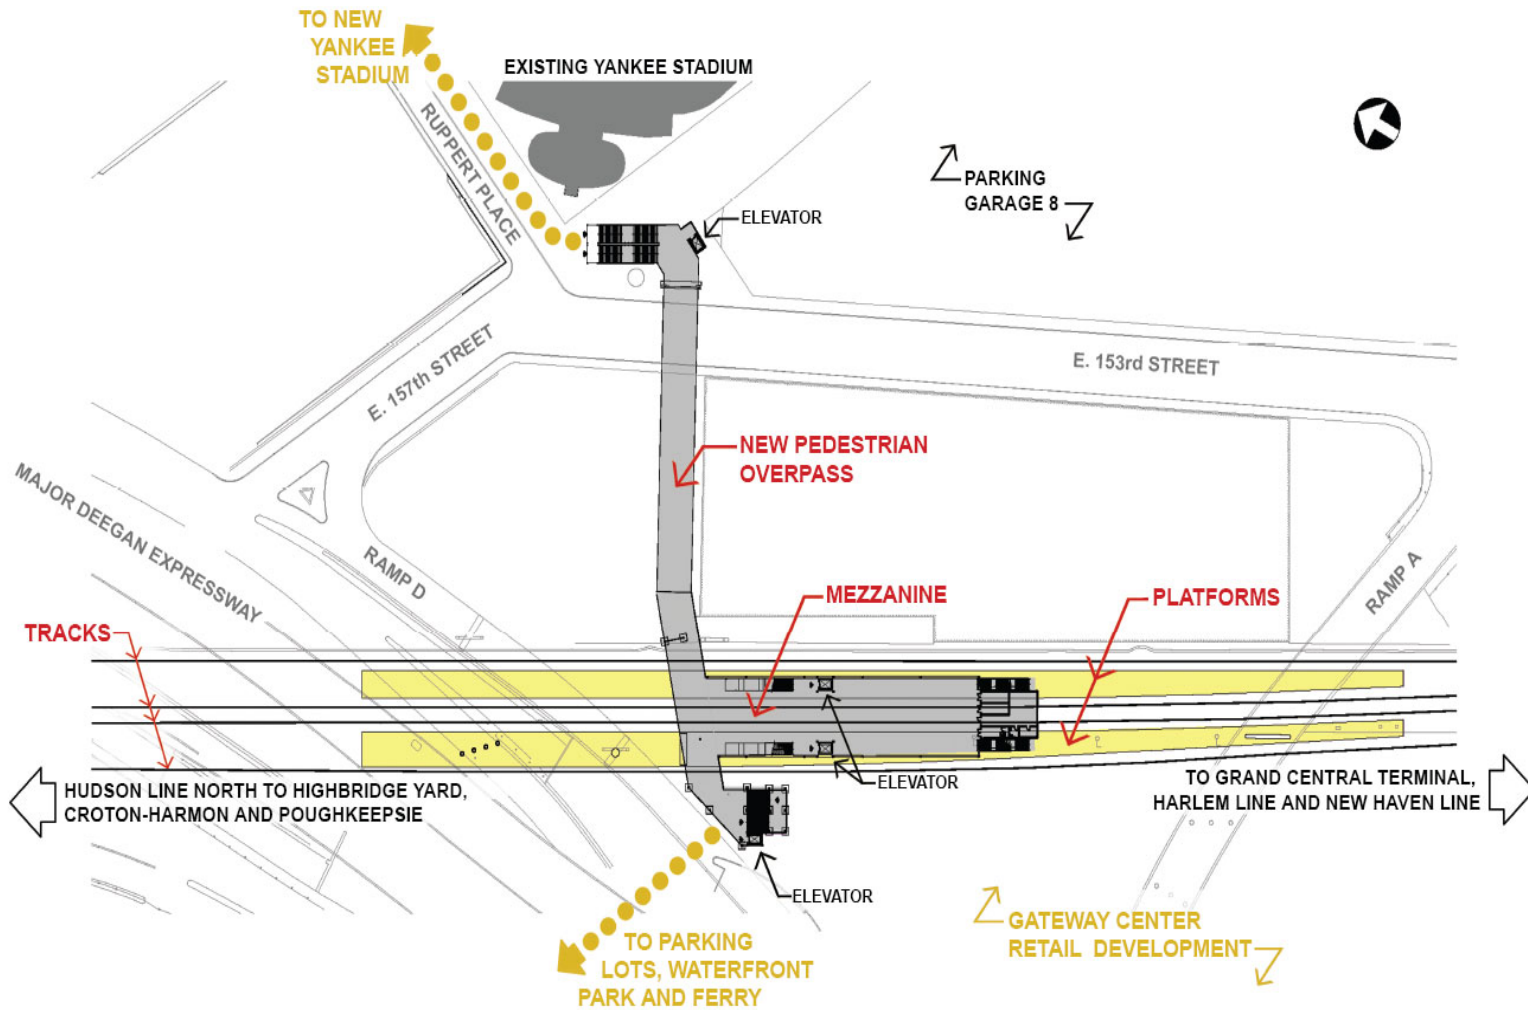 TO NEW
YANKEE
STADIUM
EXISTING YANKEE STADIUM
RUPPERT PLACE
PARKING
GARAGE 8
ELEVATOR
E. 157th STREET
E. 153rd STREET
NEW PEDESTRIAN
OVERPASS
MAJOR DEEGAN EXPRESSWAY
RAMP D
RAMP A
MEZZANINE
PLATFORMS
TRACKS
HUDSON LINE NORTH TO HIGHBRIDGE YARD,
CROTON-HARMON AND POUGHKEEPSIE
ELEVATOR
TO GRAND CENTRAL TERMINAL,
HARLEM LINE AND NEW HAVEN LINE
ELEVATOR
TO PARKING
LOTS, WATERFRONT
PARK AND FERRY
GATEWAY CENTER
RETAIL DEVELOPMENT